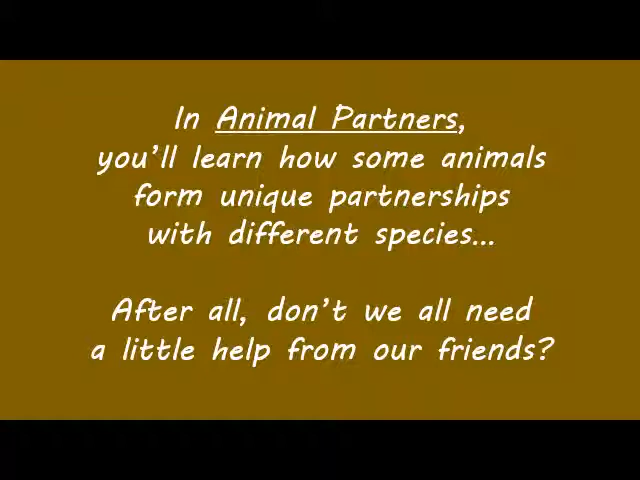 In Animal Partners,
you'll learn how some animals
form unique partnerships
with different species...
After all, don't we all need
a little help from our friends?